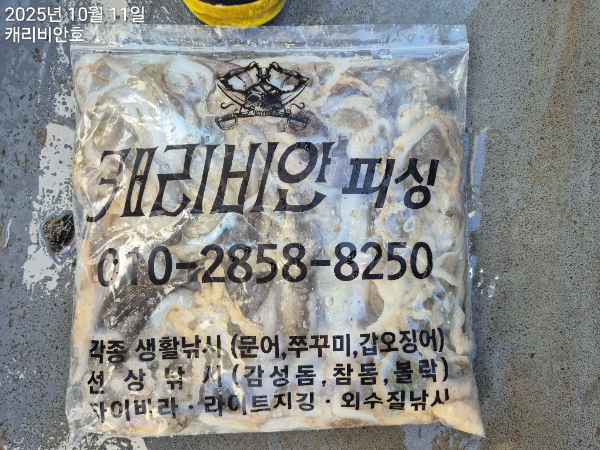 2025년 10월 11일
캐리비안호
캐리비안 피싱
010-2858-8250
각종 생활낚시 (문어,쭈꾸미,갑오징어)
선상낚시 (감성돔,참돔,볼락)
타이바라·라이트지깅·외수질낚시